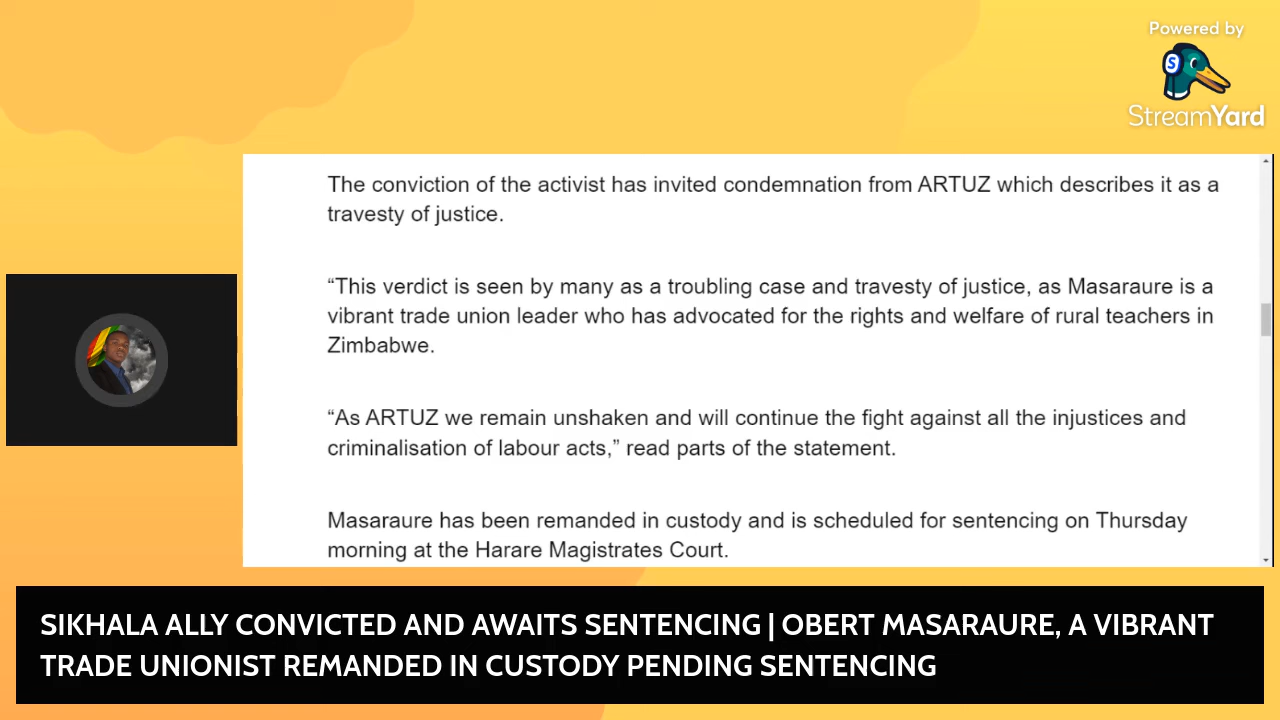 Powered by
StreamYard
The conviction of the activist has invited condemnation from ARTUZ which describes it as a
travesty of justice.
“This verdict is seen by many as a troubling case and travesty of justice, as Masaraure is a
vibrant trade union leader who has advocated for the rights and welfare of rural teachers in
Zimbabwe.
“As ARTUZ we remain unshaken and will continue the fight against all the injustices and
criminalisation of labour acts,” read parts of the statement.
Masaraure has been remanded in custody and is scheduled for sentencing on Thursday
morning at the Harare Magistrates Court.
SIKHALA ALLY CONVICTED AND AWAITS SENTENCING | OBERT MASARAURE, A VIBRANT
TRADE UNIONIST REMANDED IN CUSTODY PENDING SENTENCING